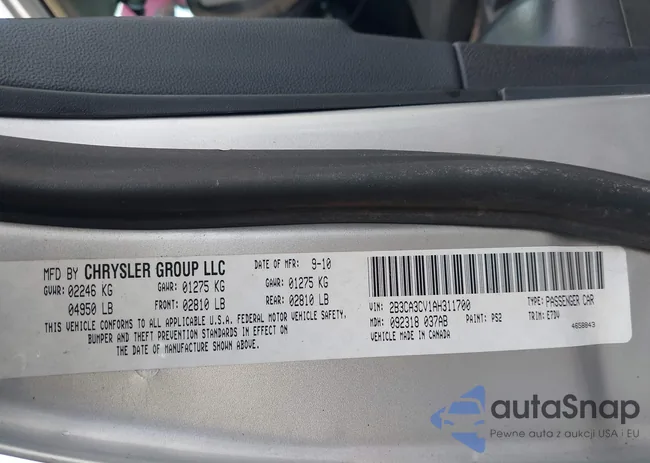 MFD BY CHRYSLER GROUP LLC DATE OF MFR: 9-10
GVWR: 02246 KG GAWR: 01275 KG GAWR: 01275 KG
04950 LB FRONT: 02810 LB REAR: 02810 LB
THIS VEHICLE CONFORMS TO ALL APPLICABLE U.S.A. FEDERAL MOTOR VEHICLE SAFETY,
BUMPER AND THEFT PREVENTION STANDARDS IN EFFECT ON
THE DATE OF MANUFACTURE SHOWN ABOVE.
VIN: 2B3CA3CV1AH311700 TYPE: PASSENGER CAR
MDH: 092318 037AB PAINT: PS2 TRIM: E7DV
VEHICLE MADE IN CANADA 4658843
autaSnap
Pewne auta z aukcji USA i EU